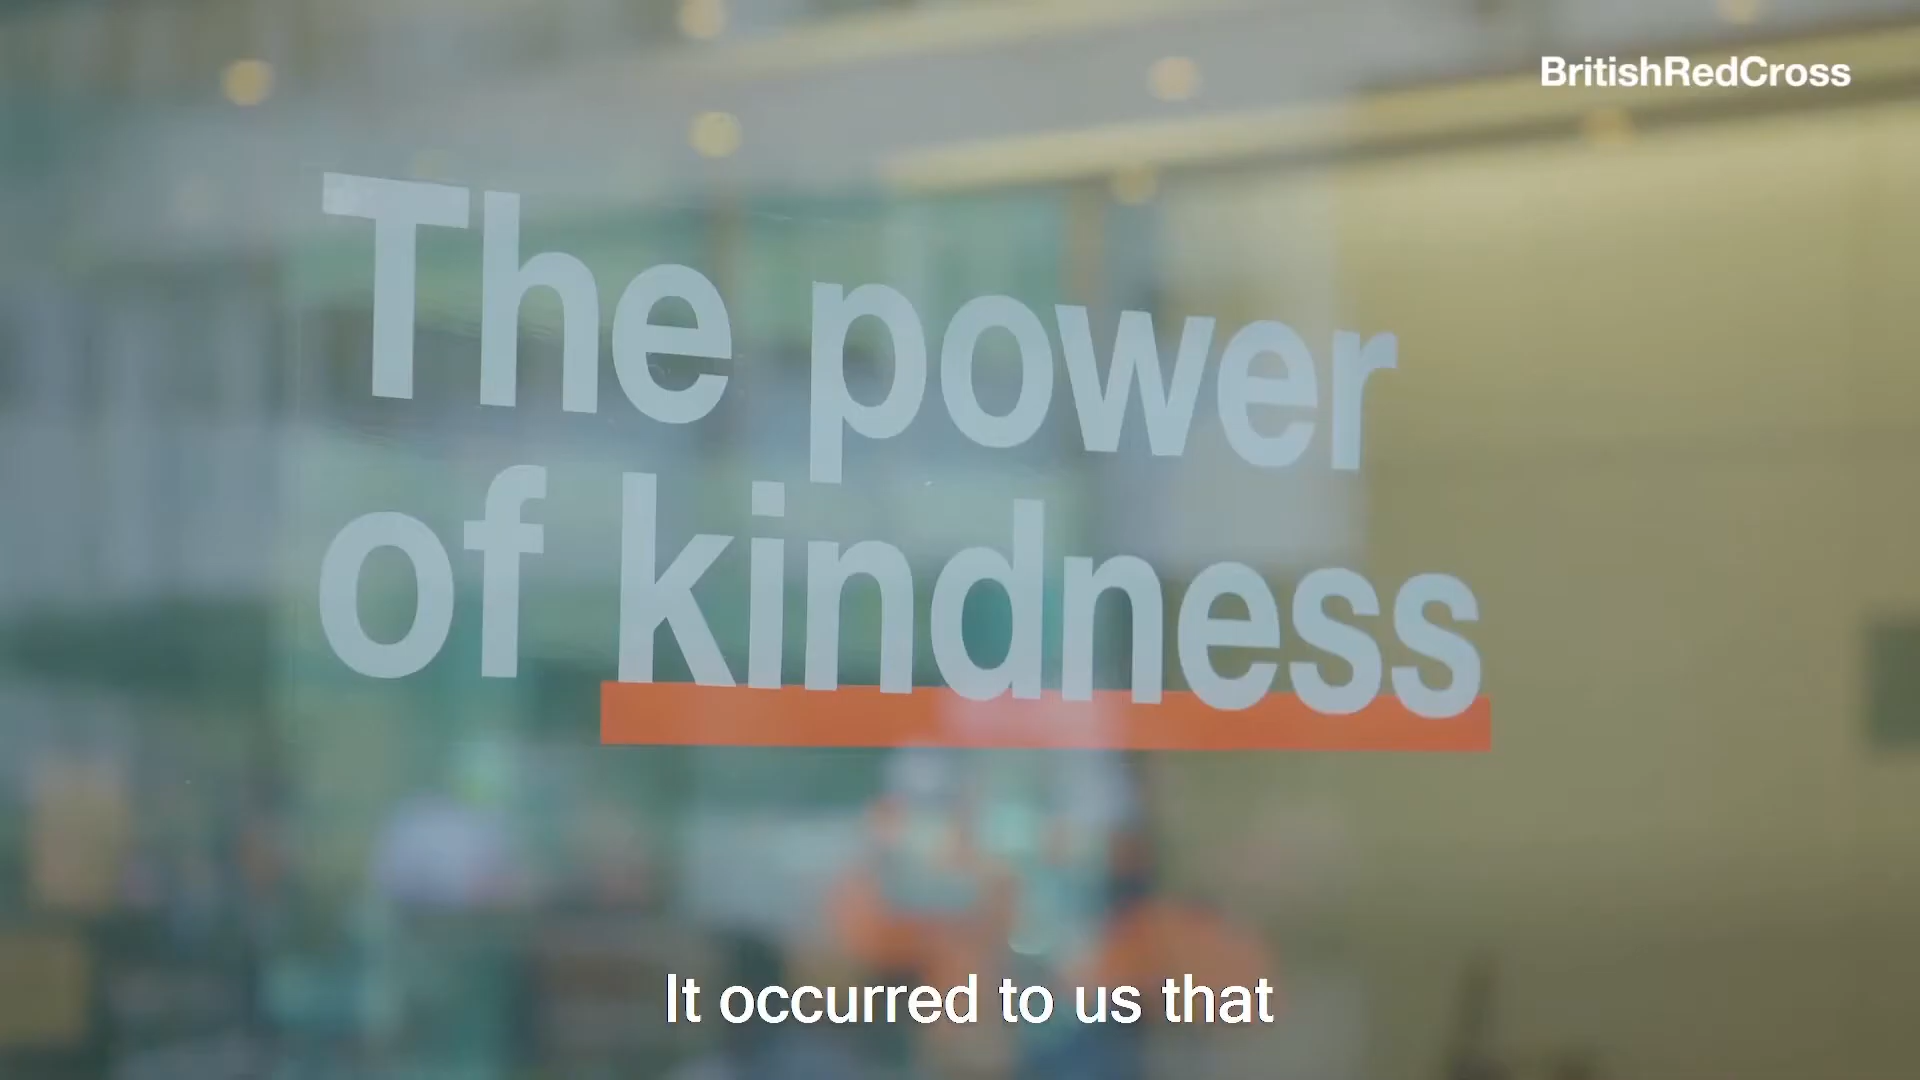 BritishRedCross
The power
of kindness
It occurred to us that